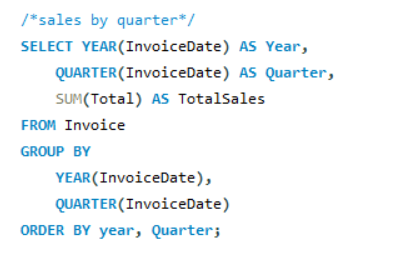 /*sales by quarter*/
SELECT YEAR(InvoiceDate) AS Year,
QUARTER(InvoiceDate) AS Quarter,
SUM(Total) AS TotalSales
FROM Invoice
GROUP BY
YEAR(InvoiceDate),
QUARTER(InvoiceDate)
ORDER BY year, Quarter;